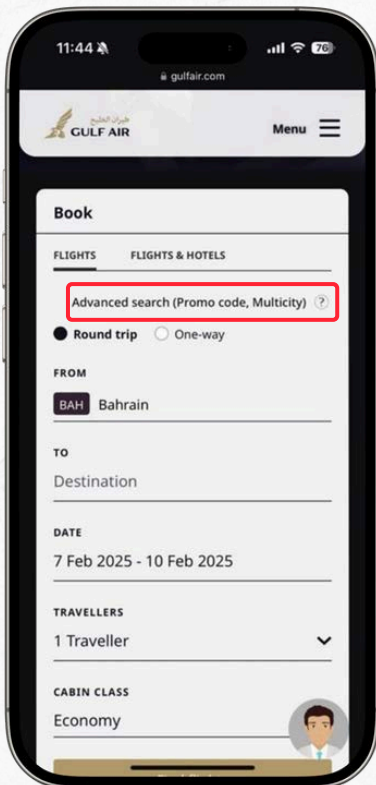 11:44
76
gulfair.com
طيران الخليج
GULF AIR
Menu
Book
FLIGHTS FLIGHTS & HOTELS
Advanced search (Promo code, Multicity) ?
Round trip One-way
FROM
BAH Bahrain
TO
Destination
DATE
7 Feb 2025 - 10 Feb 2025
TRAVELLERS
1 Traveller
CABIN CLASS
Economy